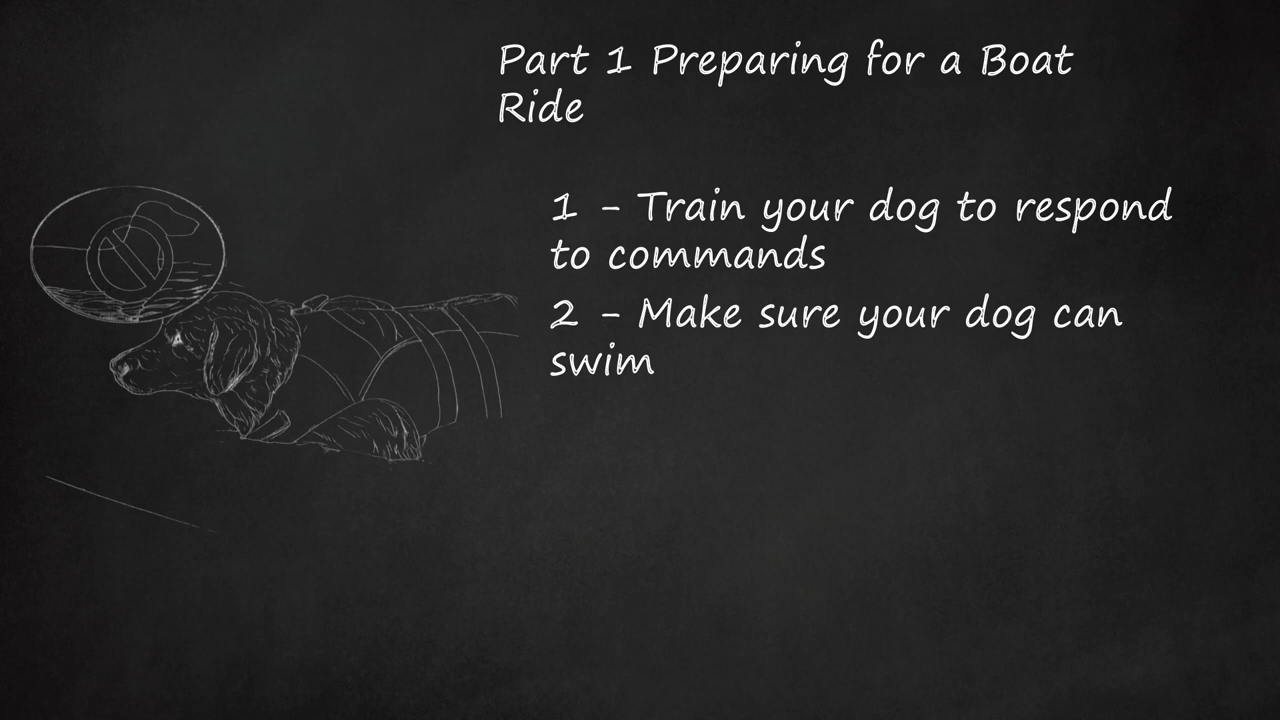 Part 1 Preparing for a Boat
Ride
1 - Train your dog to respond
to commands
2 - Make sure your dog can
swim